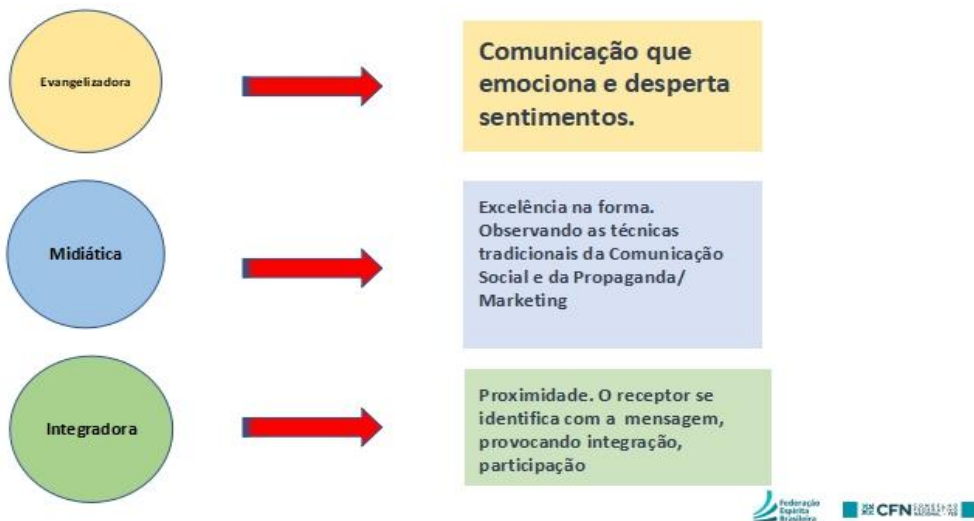 Evangelizadora
Comunicação que
emociona e desperta
sentimentos.
Midiática
Excelência na forma.
Observando as técnicas
tradicionais da Comunicação
Social e da Propaganda/
Marketing
Integradora
Proximidade. O receptor se
identifica com a mensagem,
provocando integração,
participação
Federação
Espírita
Brasileira
CFN